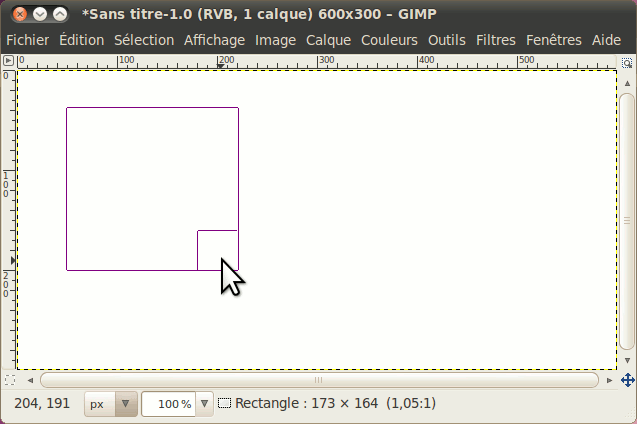 *Sans titre-1.0 (RVB, 1 calque) 600x300 – GIMP
Fichier Édition Sélection Affichage Image Calque Couleurs Outils Filtres Fenêtres Aide
0 100 200 300 400 500
0
100
200
204, 191 px 100 % Rectangle : 173 × 164 (1,05:1)